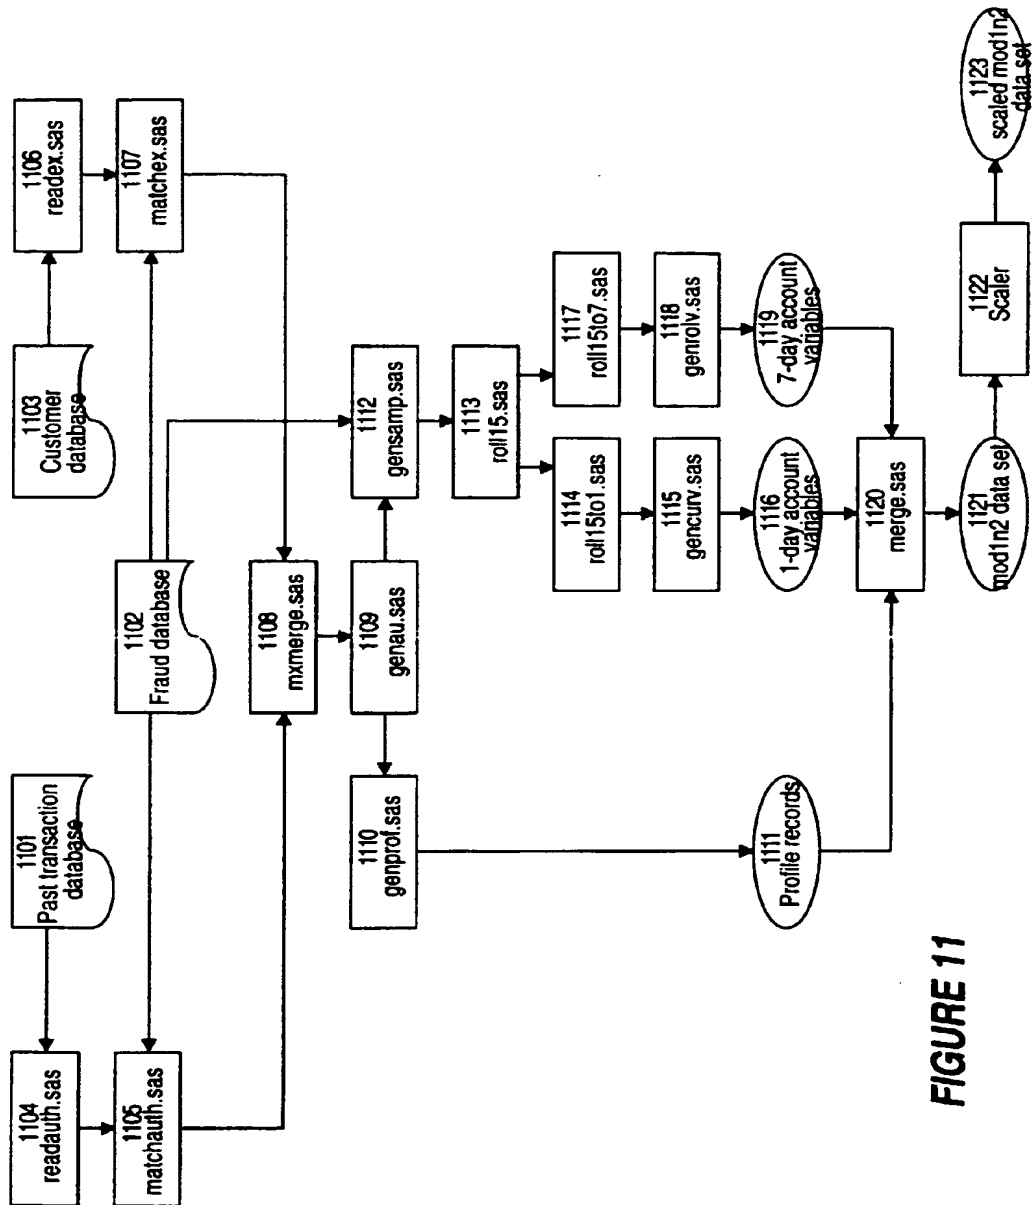 1101
Past transaction
database
1102
Fraud database
1103
Customer
database
1104
readauth.sas
1105
matchauth.sas
1106
readex.sas
1107
matchex.sas
1108
mxmerge.sas
1109
genau.sas
1110
genprof.sas
1111
Profile records
1112
gensamp.sas
1113
roll15.sas
1114
roll15to1.sas
1115
gencurv.sas
1116
1-day account
variables
1117
roll15to7.sas
1118
genrolv.sas
1119
7-day account
variables
1120
merge.sas
1121
mod1n2 data set
1122
Scaler
1123
scaled mod1n2
data set
FIGURE 11